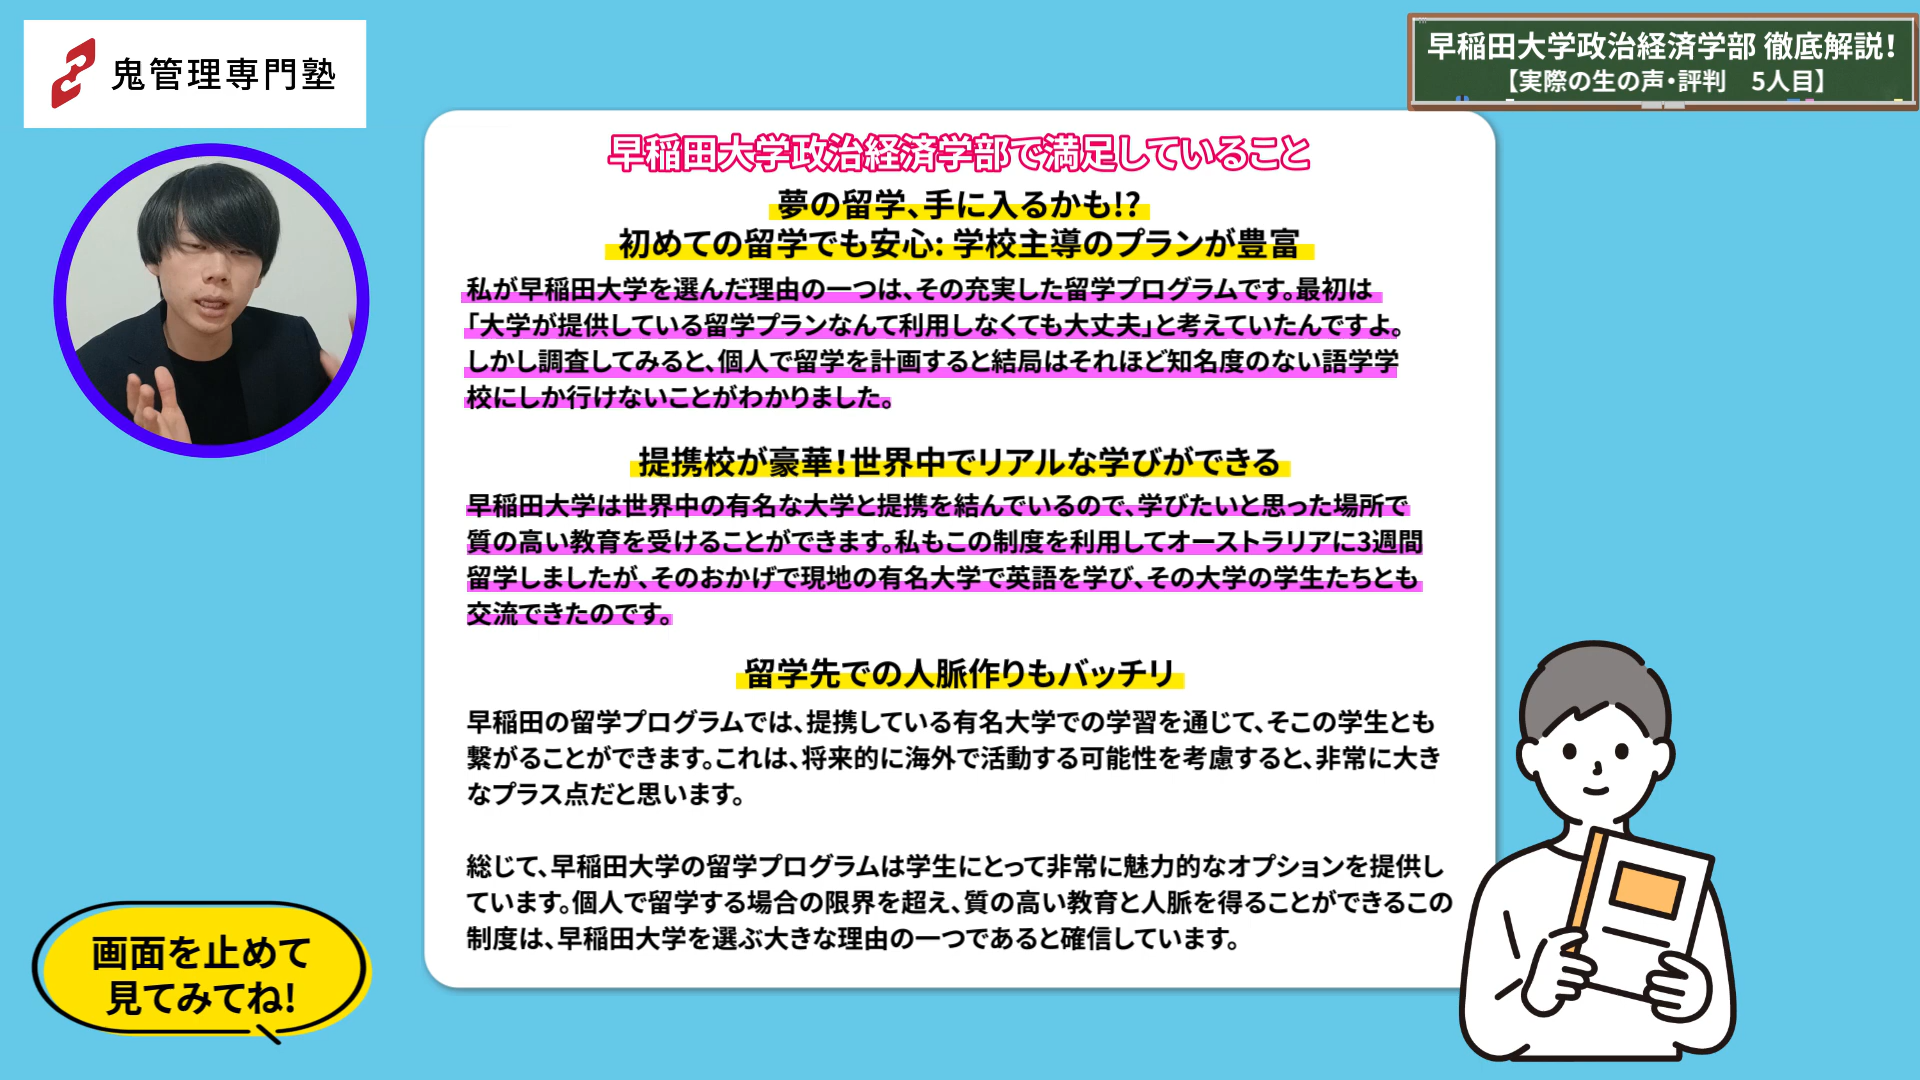 鬼管理専門塾
早稲田大学政治経済学部 徹底解説！
【実際の生の声・評判　5人目】
早稲田大学政治経済学部で満足していること
夢の留学、手に入るかも!?
初めての留学でも安心: 学校主導のプランが豊富
私が早稲田大学を選んだ理由の一つは、その充実した留学プログラムです。最初は
「大学が提供している留学プランなんて利用しなくても大丈夫」と考えていたんですよ。
しかし調査してみると、個人で留学を計画すると結局はそれほど知名度のない語学学
校にしか行けないことがわかりました。
提携校が豪華！世界中でリアルな学びができる
早稲田大学は世界中の有名な大学と提携を結んでいるので、学びたいと思った場所で
質の高い教育を受けることができます。私もこの制度を利用してオーストラリアに3週間
留学しましたが、そのおかげで現地の有名大学で英語を学び、その大学の学生たちとも
交流できたのです。
留学先での人脈作りもバッチリ
早稲田の留学プログラムでは、提携している有名大学での学習を通じて、そこの学生とも
繋がることができます。これは、将来的に海外で活動する可能性を考慮すると、非常に大き
なプラス点だと思います。
総じて、早稲田大学の留学プログラムは学生にとって非常に魅力的なオプションを提供し
ています。個人で留学する場合の限界を超え、質の高い教育と人脈を得ることができるこの
制度は、早稲田大学を選ぶ大きな理由の一つであると確信しています。
画面を止めて
見てみてね!